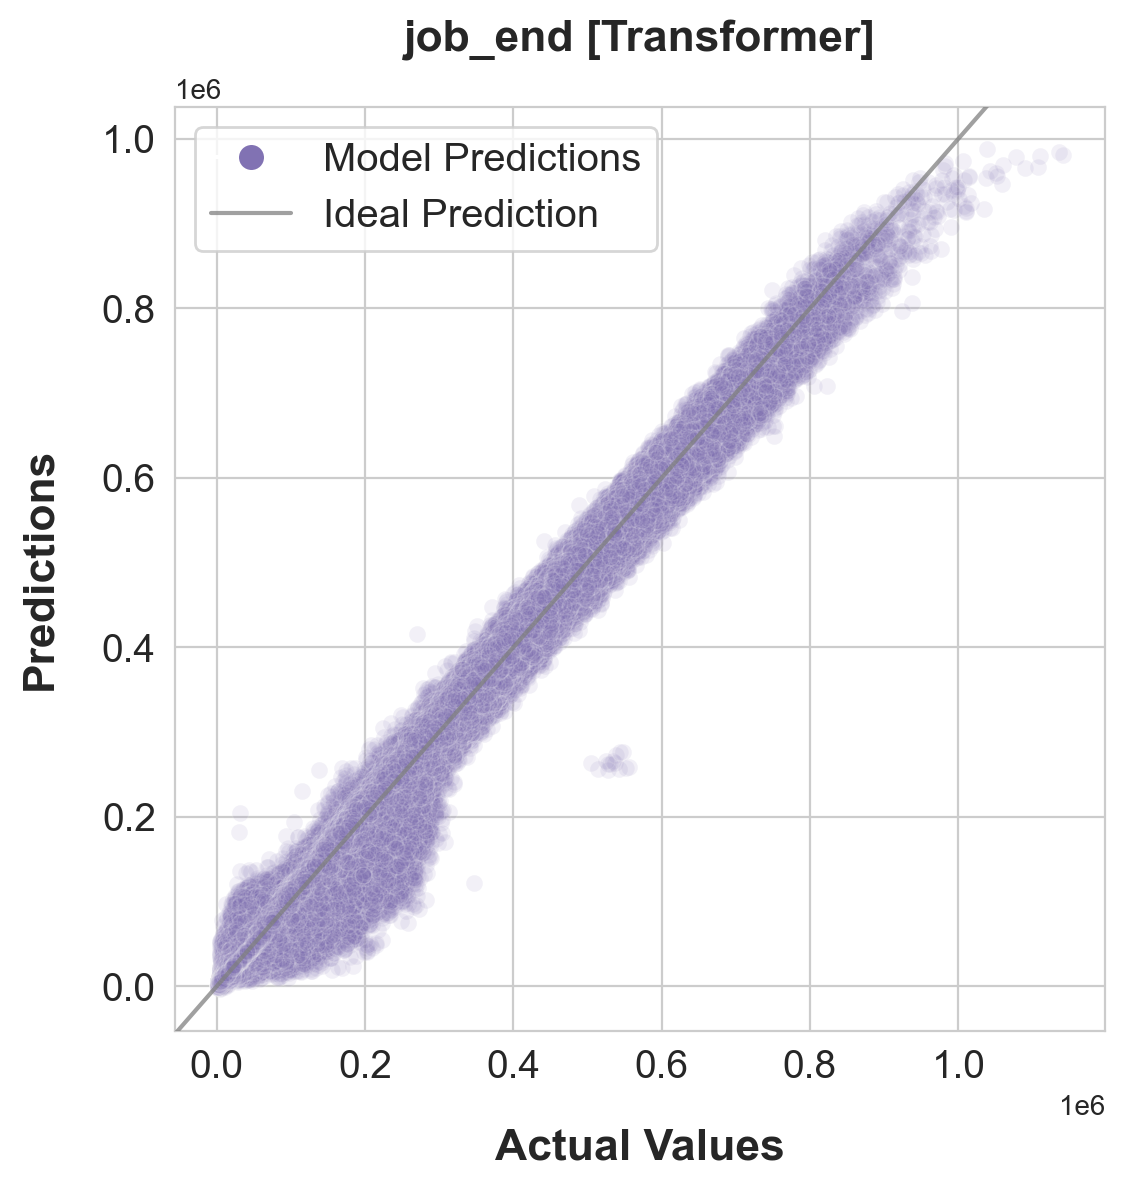 job_end [Transformer]
1e6
Model Predictions
Ideal Prediction
1.0
0.8
0.6
0.4
0.2
0.0
Predictions
0.0 0.2 0.4 0.6 0.8 1.0
1e6
Actual Values